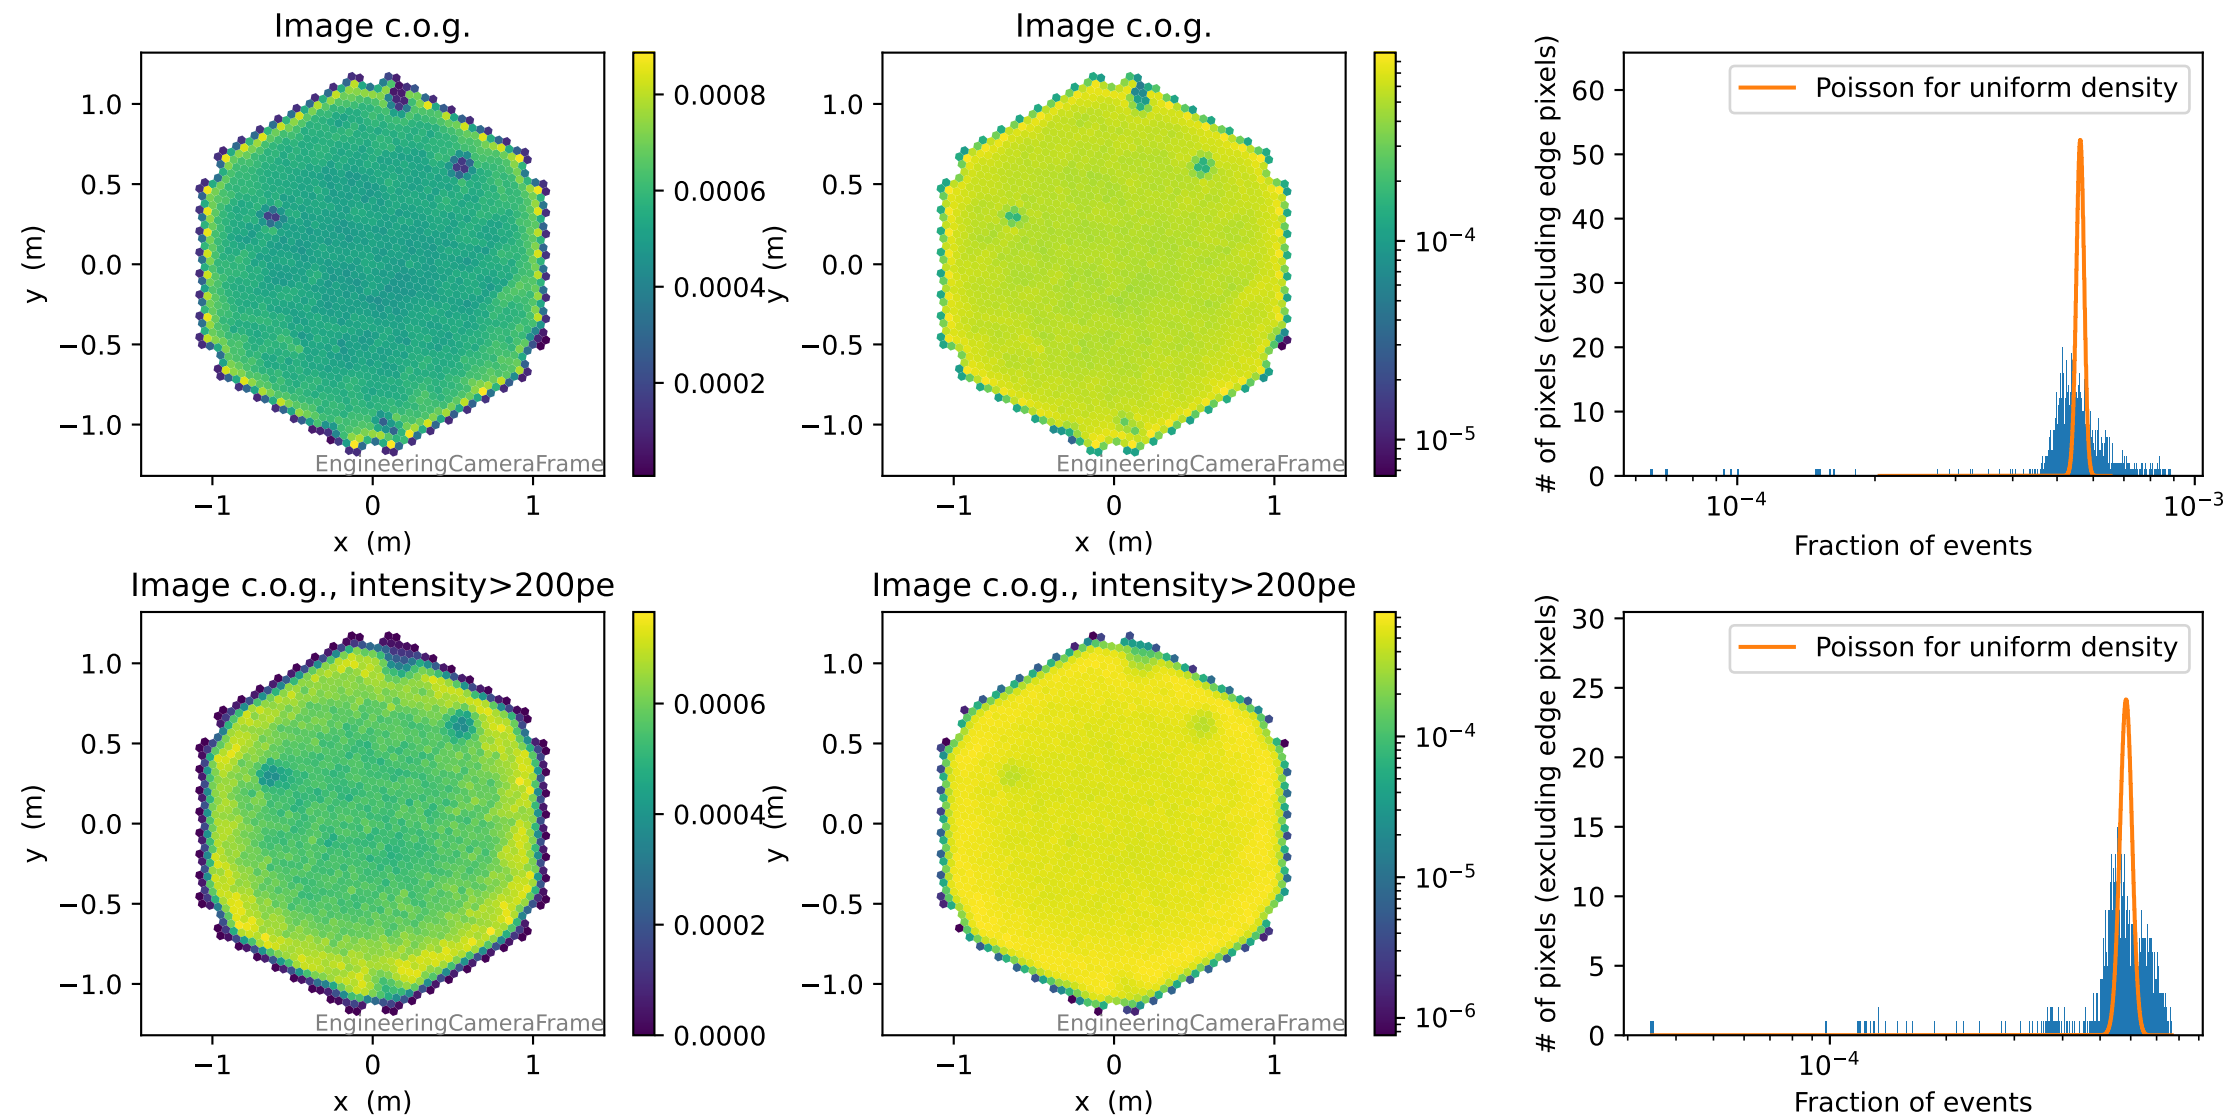 Image c.o.g.
y (m)
1.0
0.5
0.0
−0.5
−1.0
−1
0
1
x (m)
EngineeringCameraFrame
0.0008
0.0006
0.0004
0.0002
Image c.o.g.
y (m)
1.0
0.5
0.0
−0.5
−1.0
−1
0
1
x (m)
EngineeringCameraFrame
10⁻⁴
10⁻⁵
# of pixels (excluding edge pixels)
60
50
40
30
20
10
0
Poisson for uniform density
10⁻⁴
10⁻³
Fraction of events
Image c.o.g., intensity>200pe
y (m)
1.0
0.5
0.0
−0.5
−1.0
−1
0
1
x (m)
EngineeringCameraFrame
0.0006
0.0004
0.0002
0.0000
Image c.o.g., intensity>200pe
y (m)
1.0
0.5
0.0
−0.5
−1.0
−1
0
1
x (m)
EngineeringCameraFrame
10⁻⁴
10⁻⁵
10⁻⁶
# of pixels (excluding edge pixels)
30
25
20
15
10
5
0
Poisson for uniform density
10⁻⁴
Fraction of events